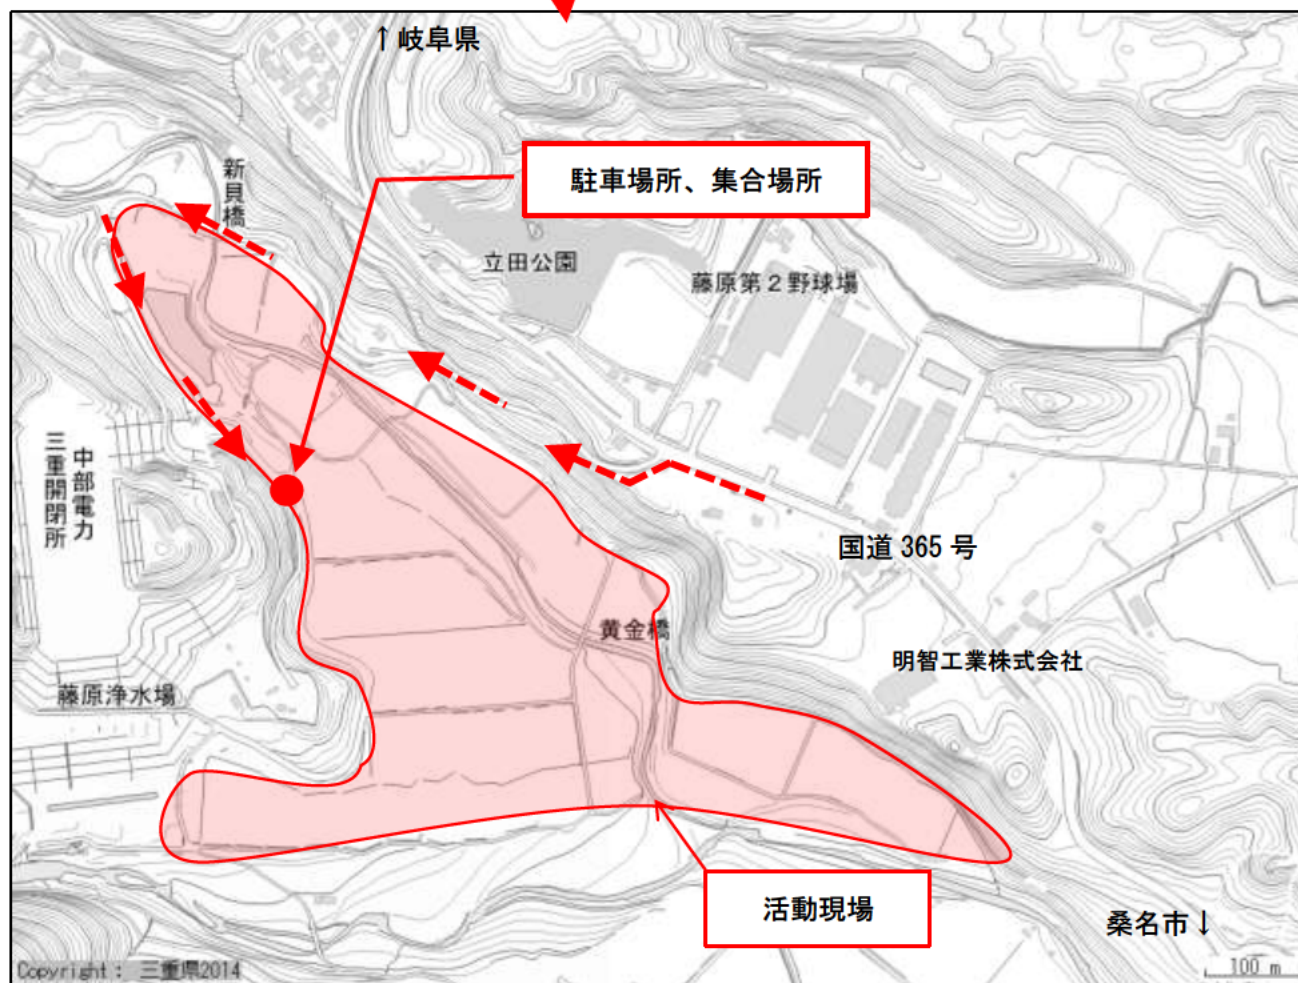 ↑岐阜県
新貝橋
駐車場所、集合場所
立田公園
藤原第2野球場
中部電力
三重開閉所
国道365号
黄金橋
明智工業株式会社
藤原浄水場
活動現場
桑名市↓
Copyright : 三重県2014
100 m